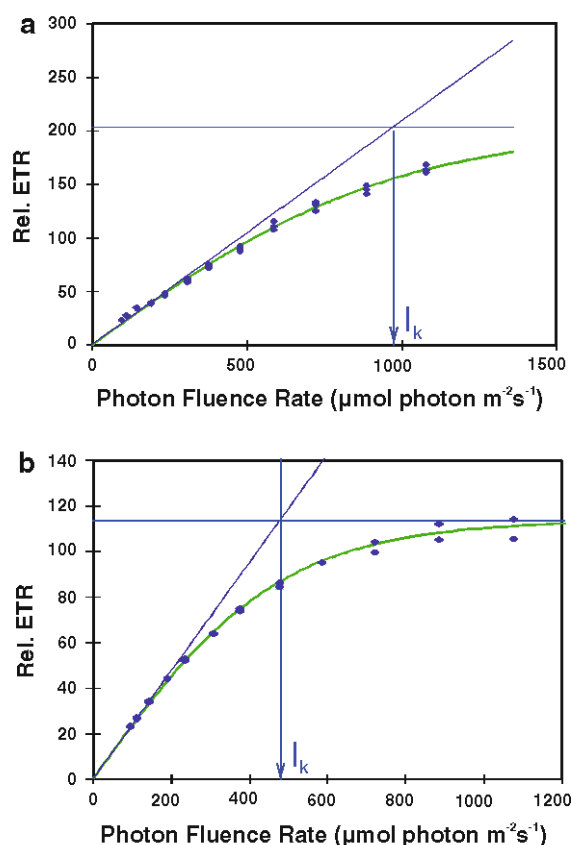 a
300
250
200
150
100
50
0
Rel. ETR
I_k
0 500 1000 1500
Photon Fluence Rate (µmol photon m⁻²s⁻¹)
b
140
120
100
80
60
40
20
0
Rel. ETR
I_k
0 200 400 600 800 1000 1200
Photon Fluence Rate (µmol photon m⁻²s⁻¹)